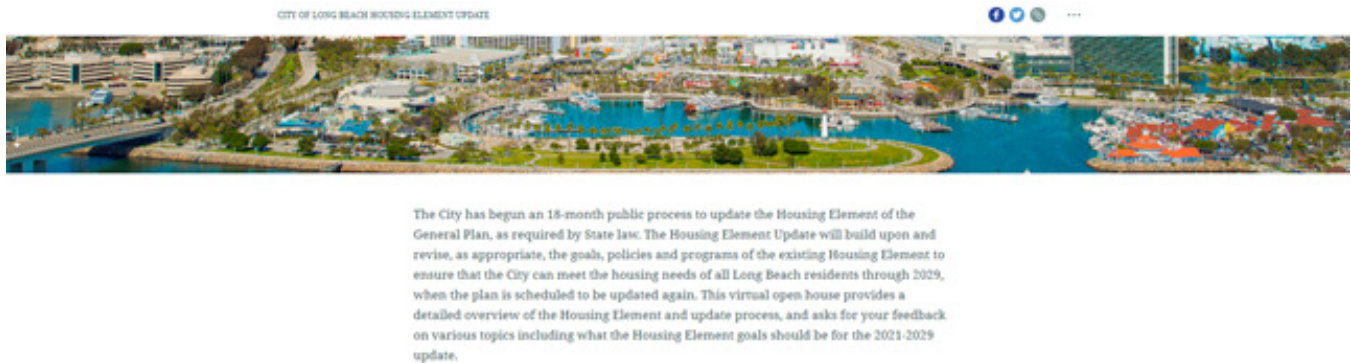 CITY OF LONG BEACH HOUSING ELEMENT UPDATE
The City has begun an 18-month public process to update the Housing Element of the
General Plan, as required by State law. The Housing Element Update will build upon and
revise, as appropriate, the goals, policies and programs of the existing Housing Element to
ensure that the City can meet the housing needs of all Long Beach residents through 2029,
when the plan is scheduled to be updated again. This virtual open house provides a
detailed overview of the Housing Element and update process, and asks for your feedback
on various topics including what the Housing Element goals should be for the 2021-2029
update.